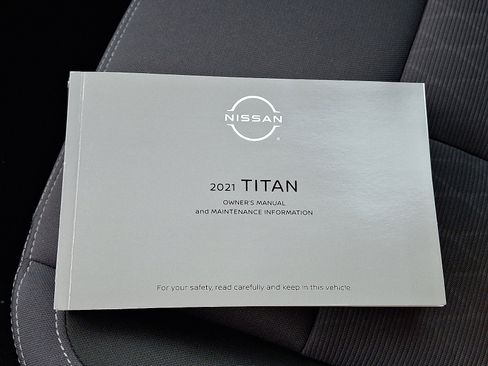 NISSAN
2021 TITAN
OWNER'S MANUAL
and MAINTENANCE INFORMATION
For your safety, read carefully and keep in this vehicle